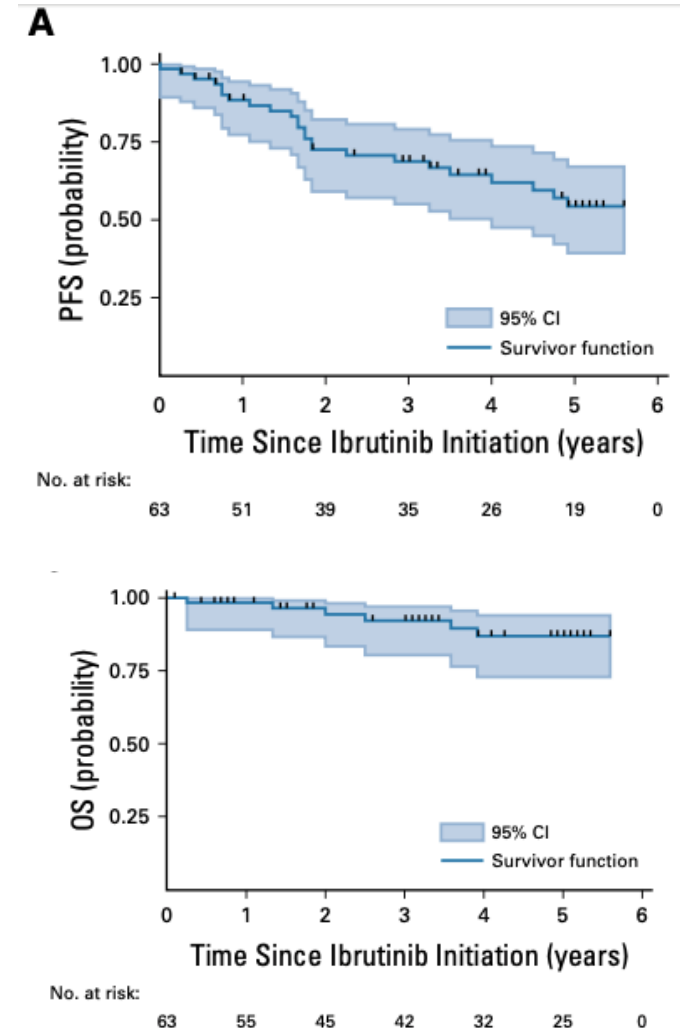 A
1.00
0.75
0.50
0.25
PFS (probability)
95% CI
Survivor function
0 1 2 3 4 5 6
Time Since Ibrutinib Initiation (years)
No. at risk:
63 51 39 35 26 19 0
1.00
0.75
0.50
0.25
OS (probability)
95% CI
Survivor function
0 1 2 3 4 5 6
Time Since Ibrutinib Initiation (years)
No. at risk:
63 55 45 42 32 25 0